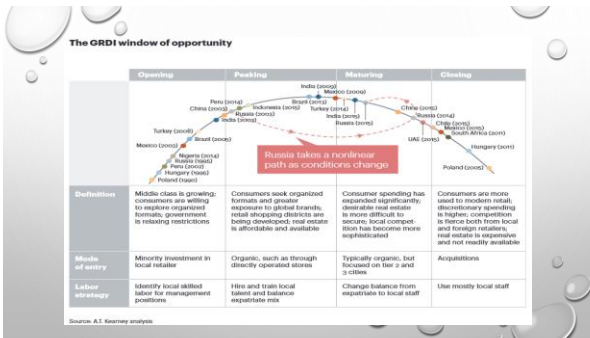 The GRDI window of opportunity
Opening Peaking Maturing Closing
India (2009)
Mexico (2009)
Peru (2014)
Brazil (2013)
China (2003)
Indonesia (2015)
Turkey (2014)
China (2015)
Russia (2003)
India (2015)
Russia (2014)
India (2003)
Russia (2015)
Chile (2015)
Mexico (2015)
Turkey (2008)
South Africa (2011)
Brazil (2005)
UAE (2015)
Mexico (2003)
Hungary (2011)
Nigeria (2014)
Russia (1995)
Peru (2002)
Hungary (1995)
Poland (1990)
Poland (2005)
Russia takes a nonlinear
path as conditions change
Definition
Middle class is growing;
consumers are willing
to explore organized
formats; government
is relaxing restrictions
Consumers seek organized
formats and greater
exposure to global brands;
retail shopping districts are
being developed; real estate
is affordable and available
Consumer spending has
expanded significantly;
desirable real estate
is more difficult to
secure; local compet-
ition has become more
sophisticated
Consumers are more
used to modern retail;
discretionary spending
is higher; competition
is fierce both from local
and foreign retailers;
real estate is expensive
and not readily available
Mode
of entry
Minority investment in
local retailer
Organic, such as through
directly operated stores
Typically organic, but
focused on tier 2 and
3 cities
Acquisitions
Labor
strategy
Identify local skilled
labor for management
positions
Hire and train local
talent and balance
expatriate mix
Change balance from
expatriate to local staff
Use mostly local staff
Source: A.T. Kearney analysis